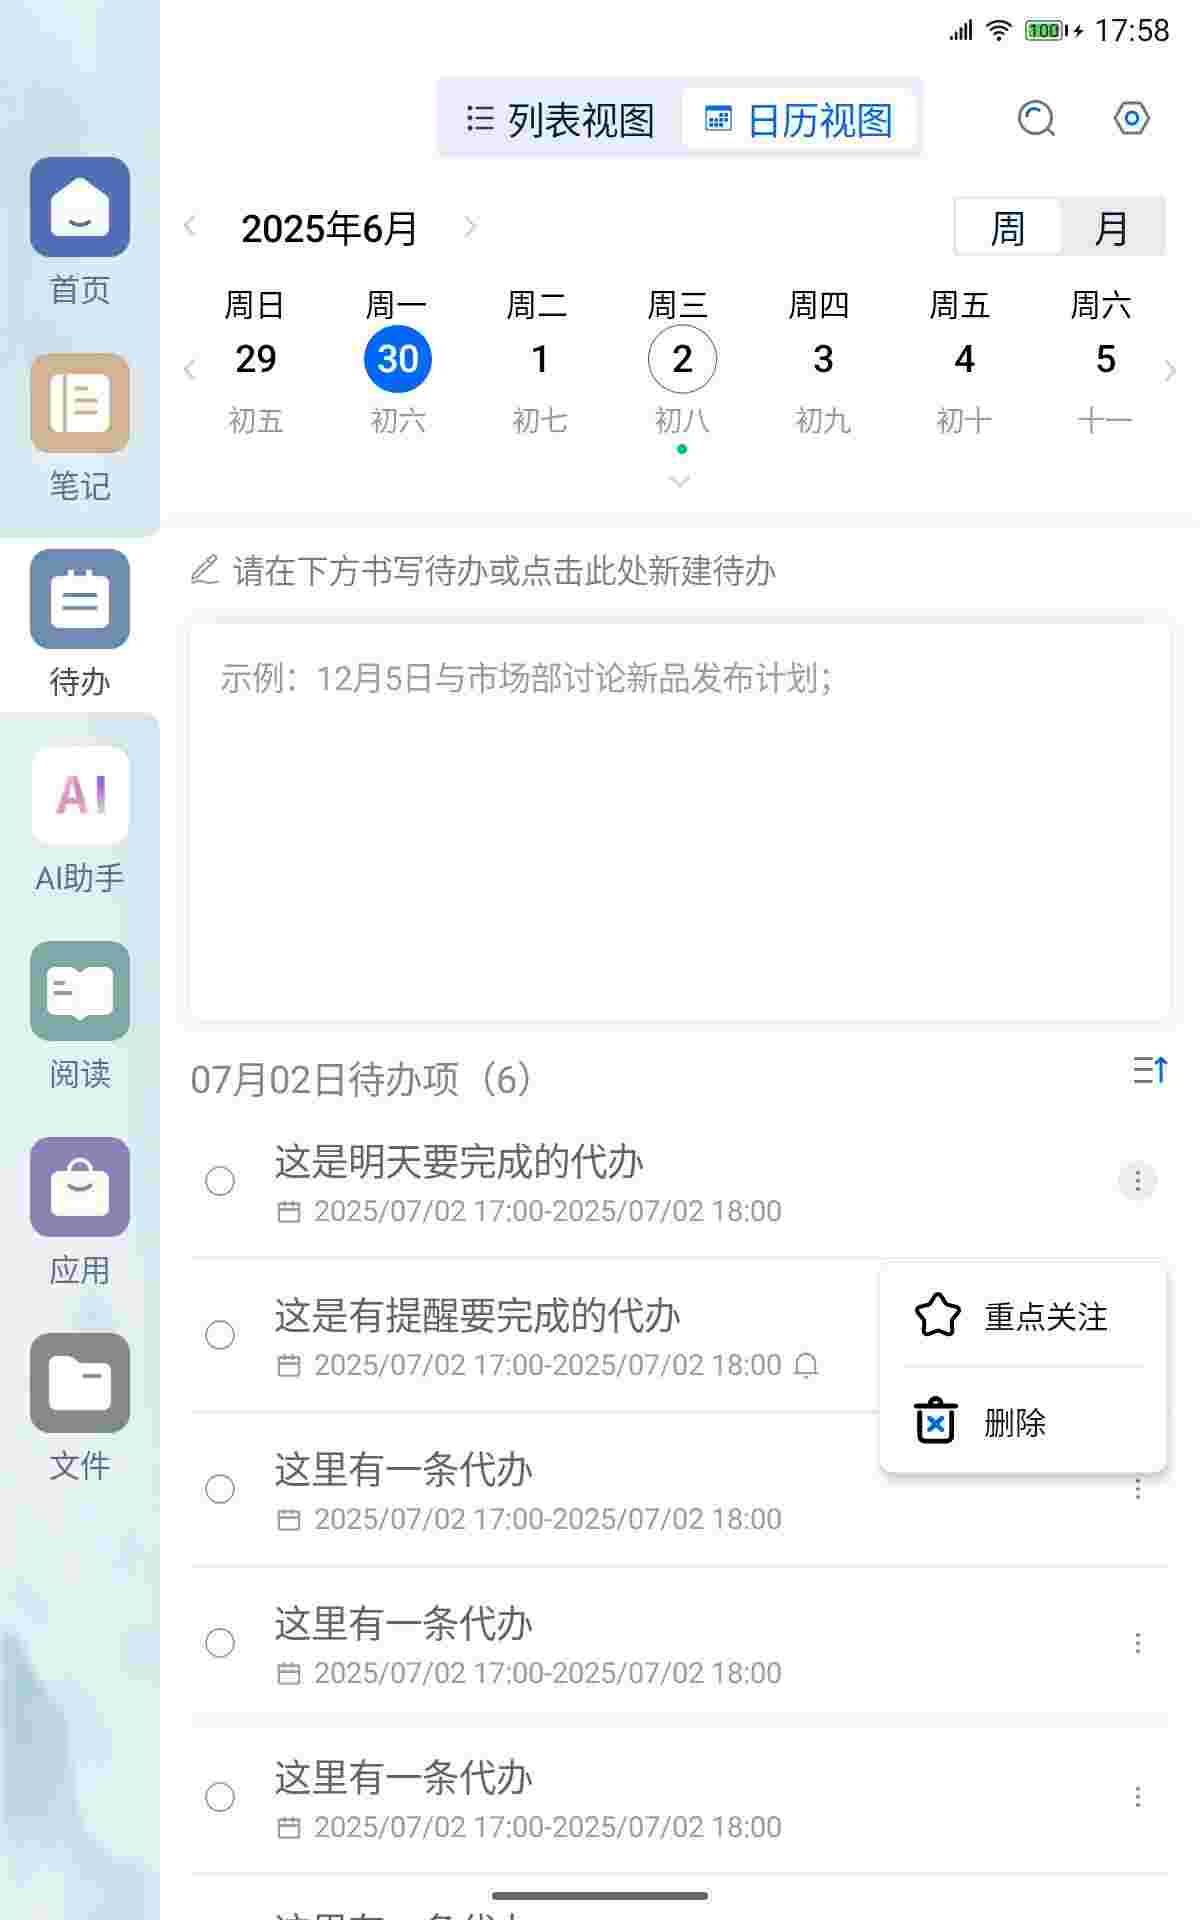 100 17:58
列表视图 日历视图
2025年6月 周 月
周日 周一 周二 周三 周四 周五 周六
29 30 1 2 3 4 5
初五 初六 初七 初八 初九 初十 十一
请在下方书写待办或点击此处新建待办
示例：12月5日与市场部讨论新品发布计划；
07月02日待办项（6）
这是明天要完成的代办
2025/07/02 17:00-2025/07/02 18:00
这是有提醒要完成的代办
2025/07/02 17:00-2025/07/02 18:00
重点关注
删除
这里有一条代办
2025/07/02 17:00-2025/07/02 18:00
这里有一条代办
2025/07/02 17:00-2025/07/02 18:00
这里有一条代办
2025/07/02 17:00-2025/07/02 18:00
首页
笔记
待办
AI
AI助手
阅读
应用
文件